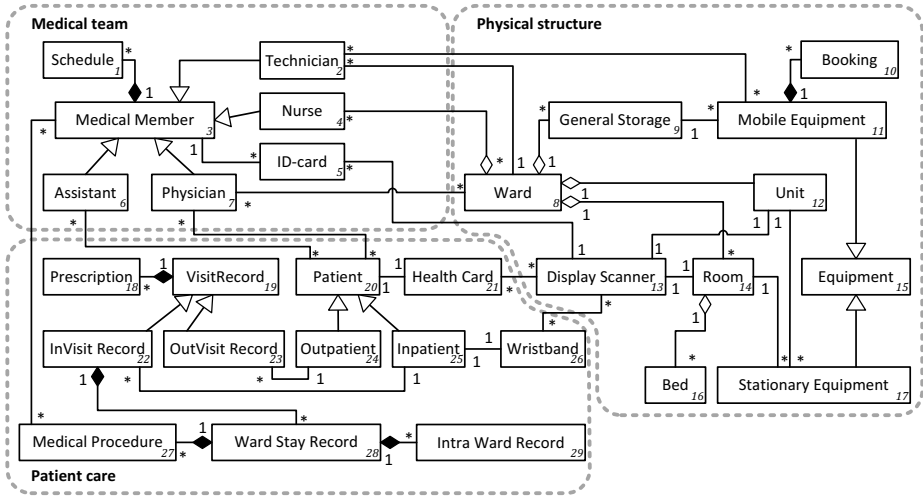 Medical team
Physical structure
Schedule 1
Technician 2
Booking 10
Medical Member 3
Nurse 4
General Storage 9
Mobile Equipment 11
ID-card 5
Assistant 6
Physician 7
Ward 8
Unit 12
Prescription 18
VisitRecord 19
Patient 20
Health Card 21
Display Scanner 13
Room 14
Equipment 15
InVisit Record 22
OutVisit Record 23
Outpatient 24
Inpatient 25
Wristband 26
Bed 16
Stationary Equipment 17
Medical Procedure 27
Ward Stay Record 28
Intra Ward Record 29
Patient care